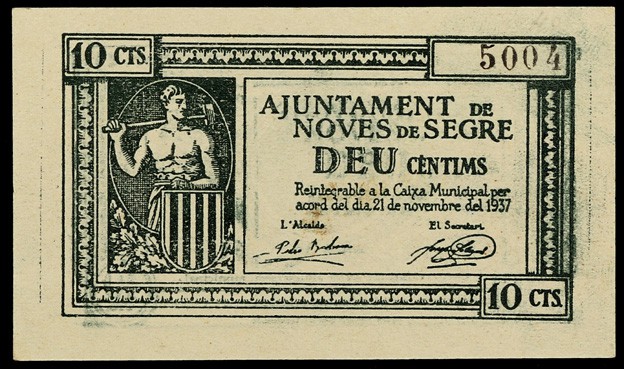 10 CTS.
5004
AJUNTAMENT DE
NOVES DE SEGRE
DEU CÈNTIMS
Reintegrable a la Caixa Municipal per
acord del dia 21 de novembre del 1937
L'Alcalde El Secretari
10 CTS.